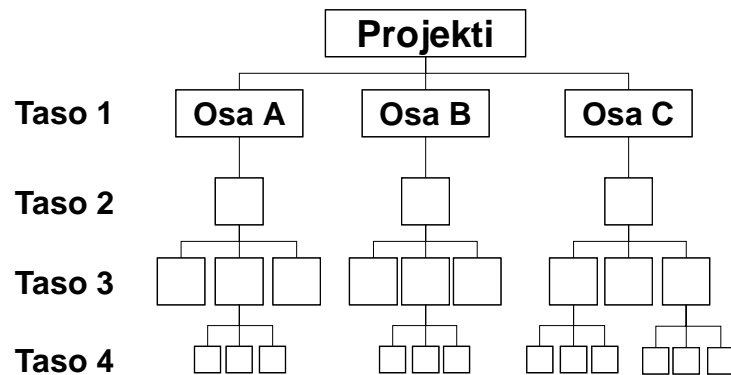 Projekti
Taso 1 Osa A Osa B Osa C
Taso 2
Taso 3
Taso 4